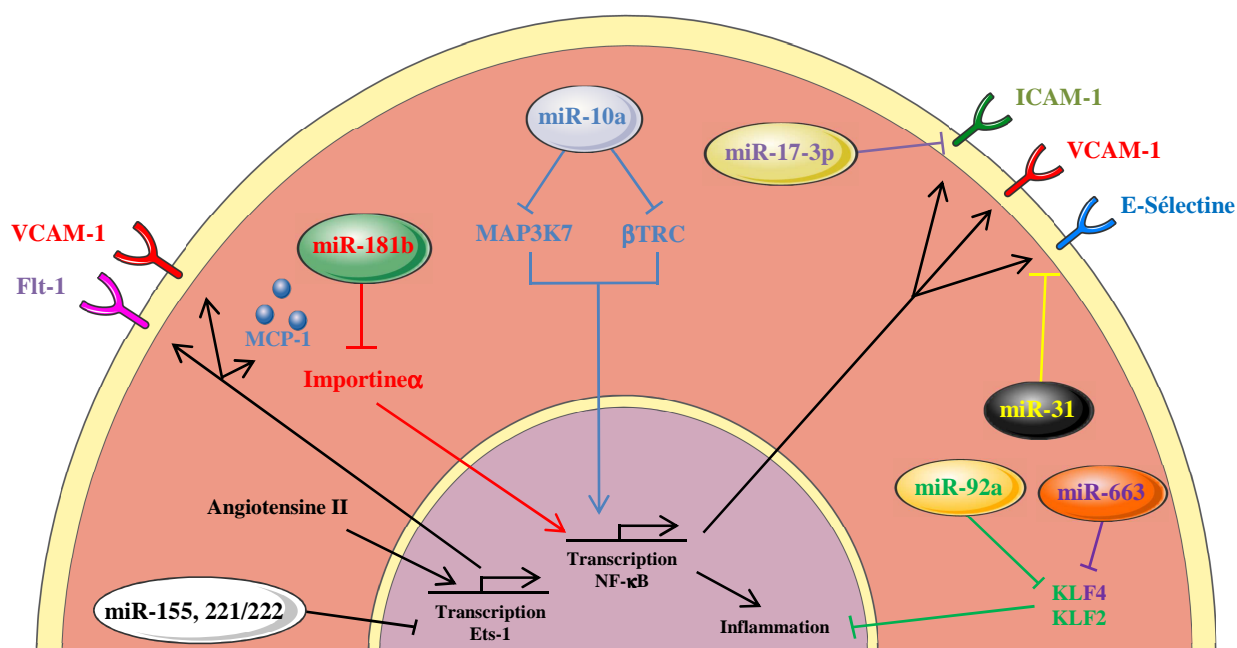 ICAM-1
miR-10a
miR-17-3p
VCAM-1
E-Sélectine
VCAM-1
miR-181b
MAP3K7
βTRC
Flt-1
MCP-1
Importineα
miR-31
miR-92a
miR-663
Angiotensine II
Transcription
NF-κB
KLF4
KLF2
miR-155, 221/222
Transcription
Ets-1
Inflammation